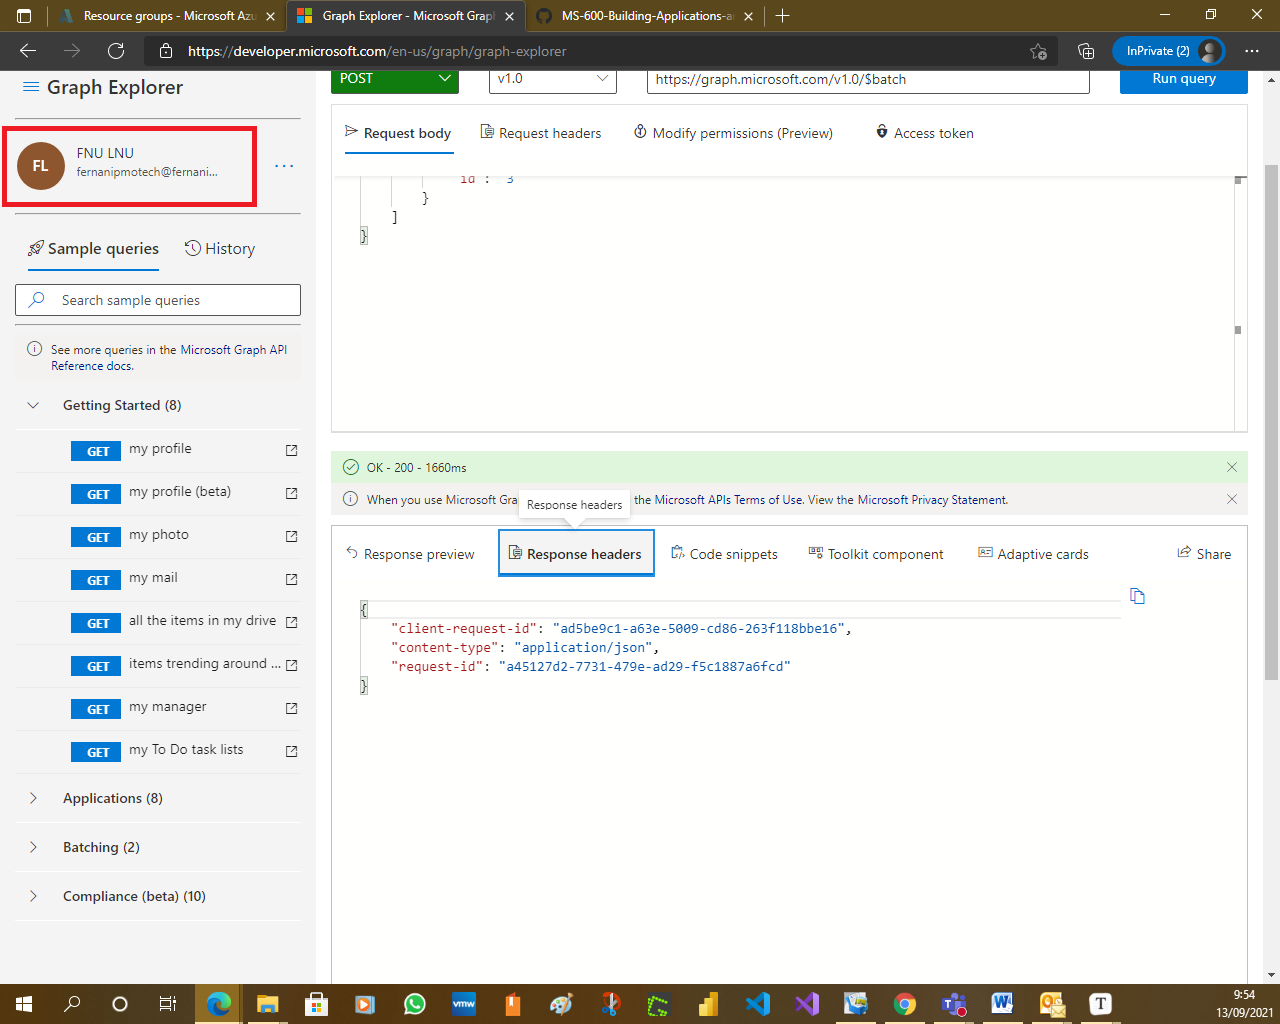 Resource groups - Microsoft Azu
Graph Explorer - Microsoft Graph
MS-600-Building-Applications-a
https://developer.microsoft.com/en-us/graph/graph-explorer
InPrivate (2)
Graph Explorer
POST
v1.0
https://graph.microsoft.com/v1.0/$batch
Run query
FL
FNU LNU
fernanipmotech@fernani...
Request body
Request headers
Modify permissions (Preview)
Access token
id : 3
}
]
}
Sample queries
History
Search sample queries
See more queries in the Microsoft Graph API
Reference docs.
Getting Started (8)
GET my profile
GET my profile (beta)
GET my photo
GET my mail
GET all the items in my drive
GET items trending around ...
GET my manager
GET my To Do task lists
Applications (8)
Batching (2)
Compliance (beta) (10)
OK - 200 - 1660ms
When you use Microsoft Gra the Microsoft APIs Terms of Use. View the Microsoft Privacy Statement.
Response headers
Response preview
Response headers
Code snippets
Toolkit component
Adaptive cards
Share
{
"client-request-id": "ad5be9c1-a63e-5009-cd86-263f118bbe16",
"content-type": "application/json",
"request-id": "a45127d2-7731-479e-ad29-f5c1887a6fcd"
}
vmw
T
9:54
13/09/2021